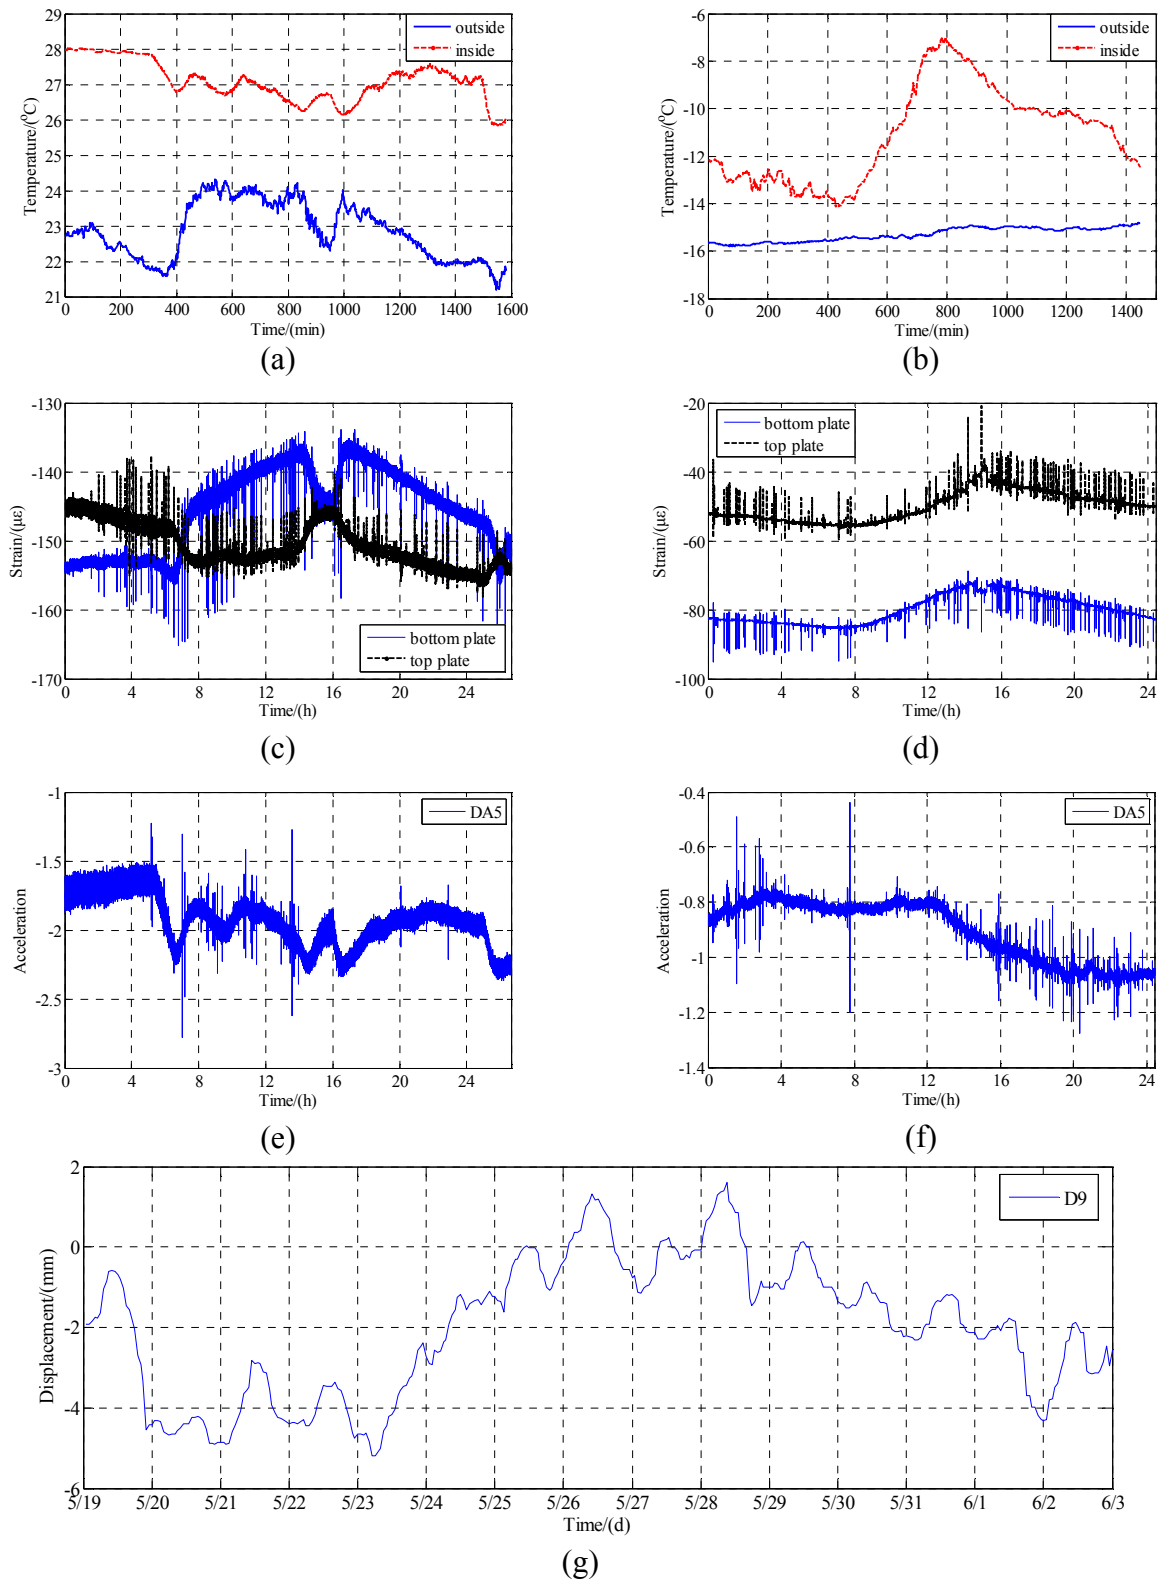 28
27
26
25
24
23
22
21
0 200 400 600 800 1000 1200 1400 1600
Temperature/(°C)
Time/(min)
outside
inside
(a)
-6
-8
-10
-12
-14
-16
-18
0 200 400 600 800 1000 1200 1400
Temperature/(°C)
Time/(min)
outside
inside
(b)
-130
-140
-150
-160
-170
0 4 8 12 16 20 24
Strain/(με)
Time/(h)
bottom plate
top plate
(c)
-20
-40
-60
-80
-100
0 4 8 12 16 20 24
Strain/(με)
Time/(h)
bottom plate
top plate
(d)
-1
-1.5
-2
-2.5
-3
0 4 8 12 16 20 24
Acceleration
Time/(h)
DA5
(e)
-0.4
-0.6
-0.8
-1
-1.2
-1.4
0 4 8 12 16 20 24
Acceleration
Time/(h)
DA5
(f)
2
0
-2
-4
-6
5/19 5/20 5/21 5/22 5/23 5/24 5/25 5/26 5/27 5/28 5/29 5/30 5/31 6/1 6/2 6/3
Displacement/(mm)
Time/(d)
D9
(g)